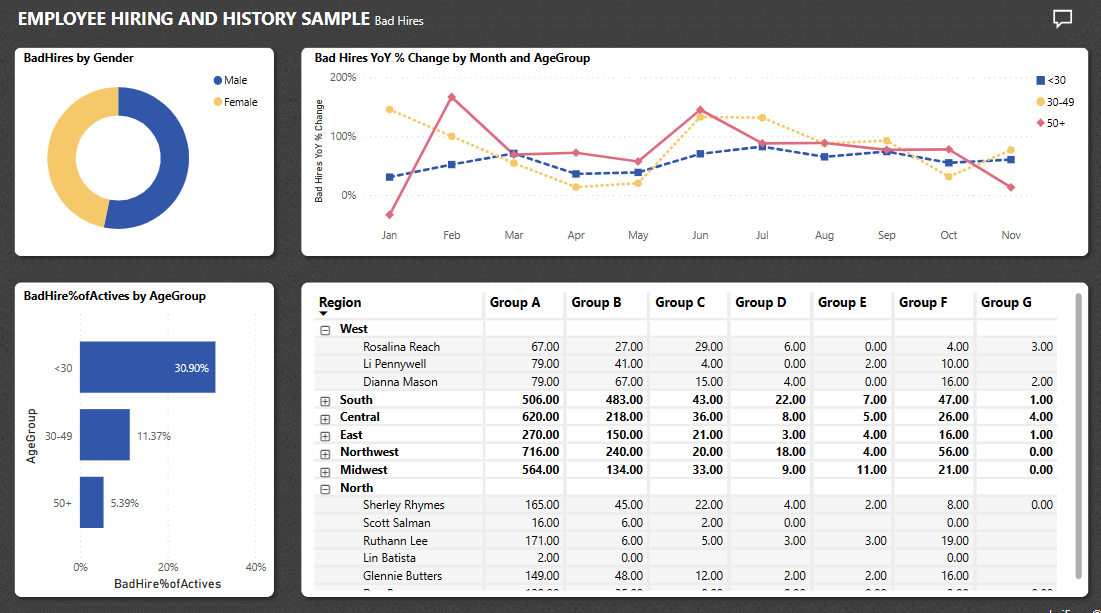 EMPLOYEE HIRING AND HISTORY SAMPLE Bad Hires
BadHires by Gender
Male
Female
Bad Hires YoY % Change by Month and AgeGroup
Bad Hires YoY % Change
200%
100%
0%
Jan Feb Mar Apr May Jun Jul Aug Sep Oct Nov
<30
30-49
50+
BadHire%ofActives by AgeGroup
AgeGroup
<30 30.90%
30-49 11.37%
50+ 5.39%
0% 20% 40%
BadHire%ofActives
Region Group A Group B Group C Group D Group E Group F Group G
West
Rosalina Reach 67.00 27.00 29.00 6.00 0.00 4.00 3.00
Li Pennywell 79.00 41.00 4.00 0.00 2.00 10.00
Dianna Mason 79.00 67.00 15.00 4.00 0.00 16.00 2.00
South 506.00 483.00 43.00 22.00 7.00 47.00 1.00
Central 620.00 218.00 36.00 8.00 5.00 26.00 4.00
East 270.00 150.00 21.00 3.00 4.00 16.00 1.00
Northwest 716.00 240.00 20.00 18.00 4.00 56.00 0.00
Midwest 564.00 134.00 33.00 9.00 11.00 21.00 0.00
North
Sherley Rhymes 165.00 45.00 22.00 4.00 2.00 8.00 0.00
Scott Salman 16.00 6.00 2.00 0.00 0.00
Ruthann Lee 171.00 6.00 5.00 3.00 3.00 19.00
Lin Batista 2.00 0.00 0.00
Glennie Butters 149.00 48.00 12.00 2.00 2.00 16.00